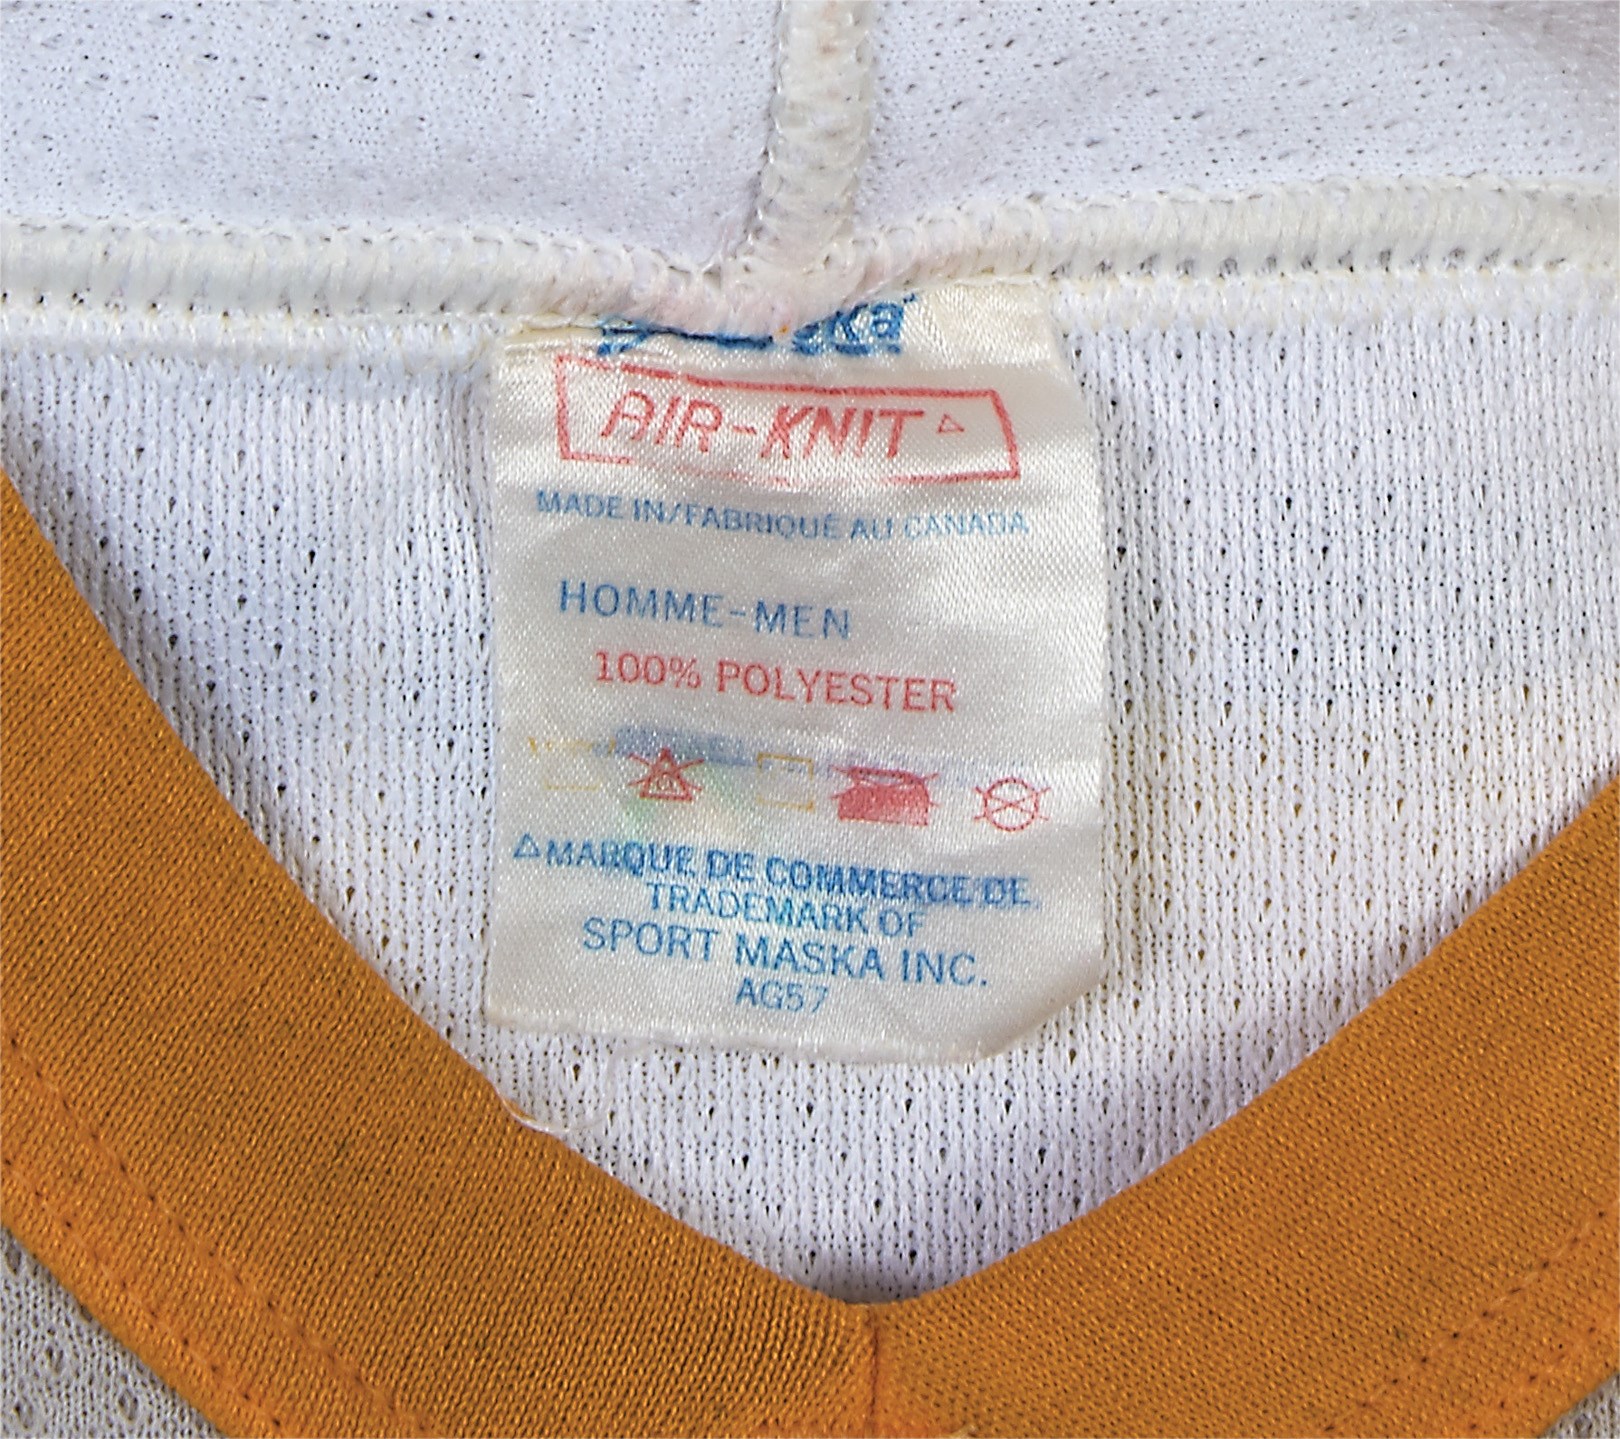 AIR-KNIT △
MADE IN/FABRIQUÉ AU CANADA
HOMME-MEN
100% POLYESTER
△ MARQUE DE COMMERCE DE
TRADEMARK OF
SPORT MASKA INC.
AG57